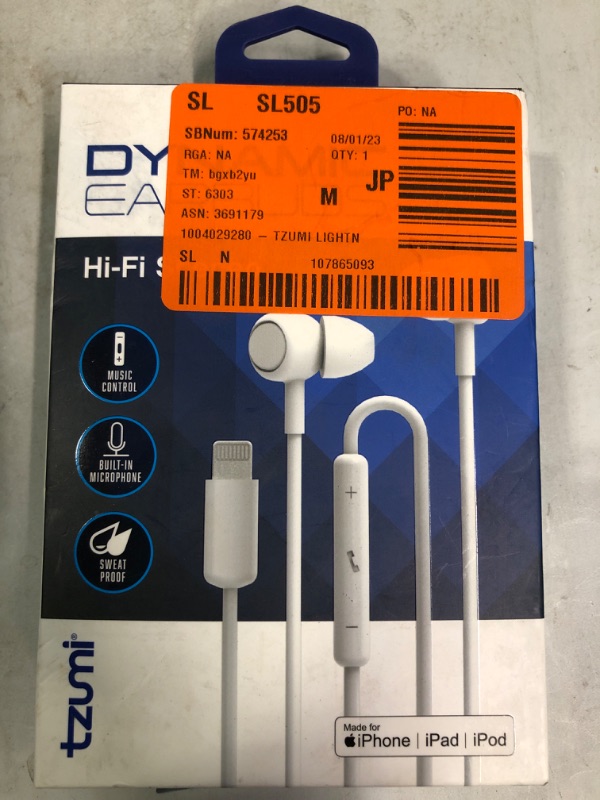 SL SL505
PO: NA
SBNum: 574253
08/01/23
RGA: NA
QTY: 1
TM: bgxb2yu
JP
ST: 6303
M
ASN: 3691179
1004029280 – TZUMI LIGHTN
SL N 107865093
DY
EA
Hi-Fi
MUSIC
CONTROL
BUILT-IN
MICROPHONE
SWEAT
PROOF
+
−
tzumi®
Made for
iPhone | iPad | iPod